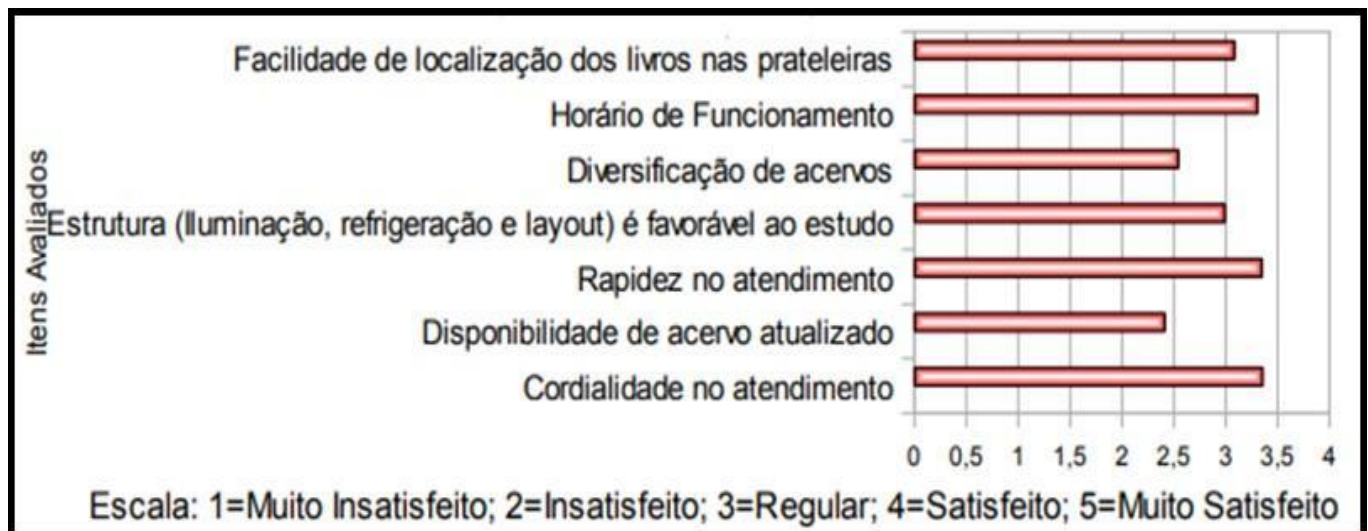 Facilidade de localização dos livros nas prateleiras
Horário de Funcionamento
Diversificação de acervos
Estrutura (Iluminação, refrigeração e layout) é favorável ao estudo
Rapidez no atendimento
Disponibilidade de acervo atualizado
Cordialidade no atendimento
Itens Avaliados
0 0,5 1 1,5 2 2,5 3 3,5 4
Escala: 1=Muito Insatisfeito; 2=Insatisfeito; 3=Regular; 4=Satisfeito; 5=Muito Satisfeito